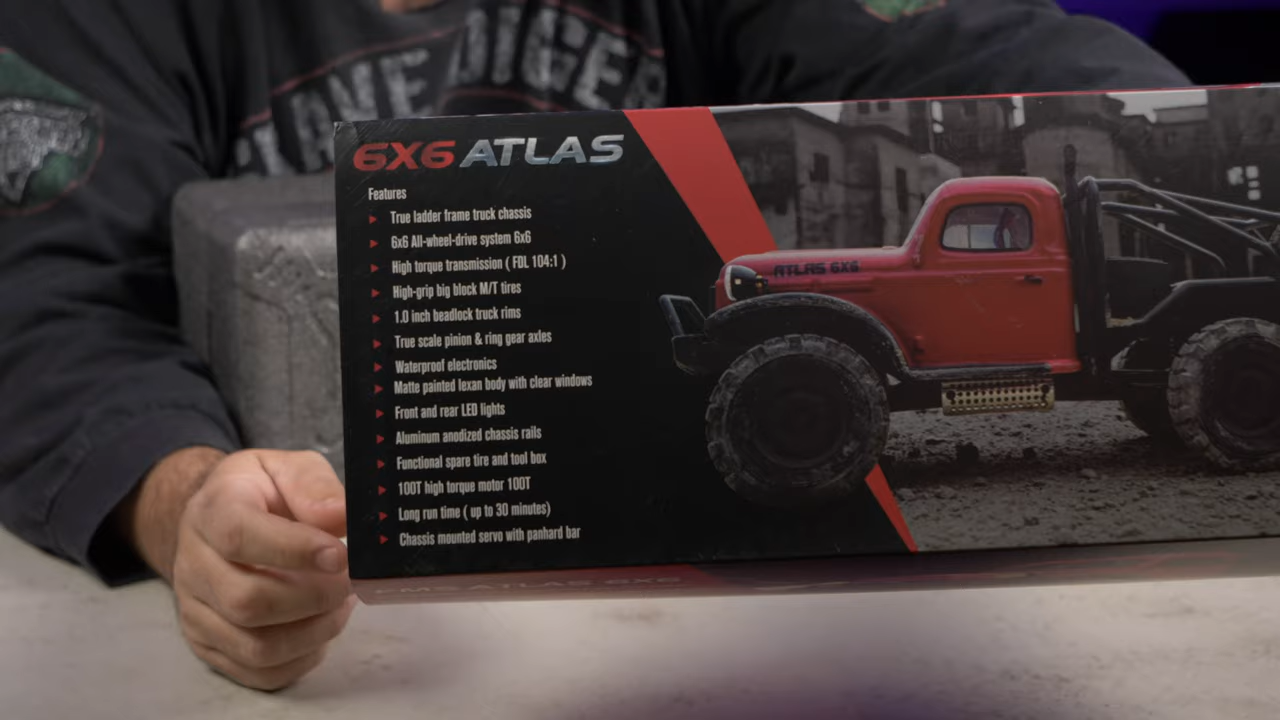 6X6 ATLAS
Features
True ladder frame truck chassis
6x6 All-wheel-drive system 6x6
High torque transmission ( FDL 104:1 )
High-grip big block M/T tires
1.0 inch beadlock truck rims
True scale pinion & ring gear axles
Waterproof electronics
Matte painted lexan body with clear windows
Front and rear LED lights
Aluminum anodized chassis rails
Functional spare tire and tool box
100T high torque motor 100T
Long run time ( up to 30 minutes)
Chassis mounted servo with panhard bar
ATLAS 6X6
FMS ATLAS 6X6